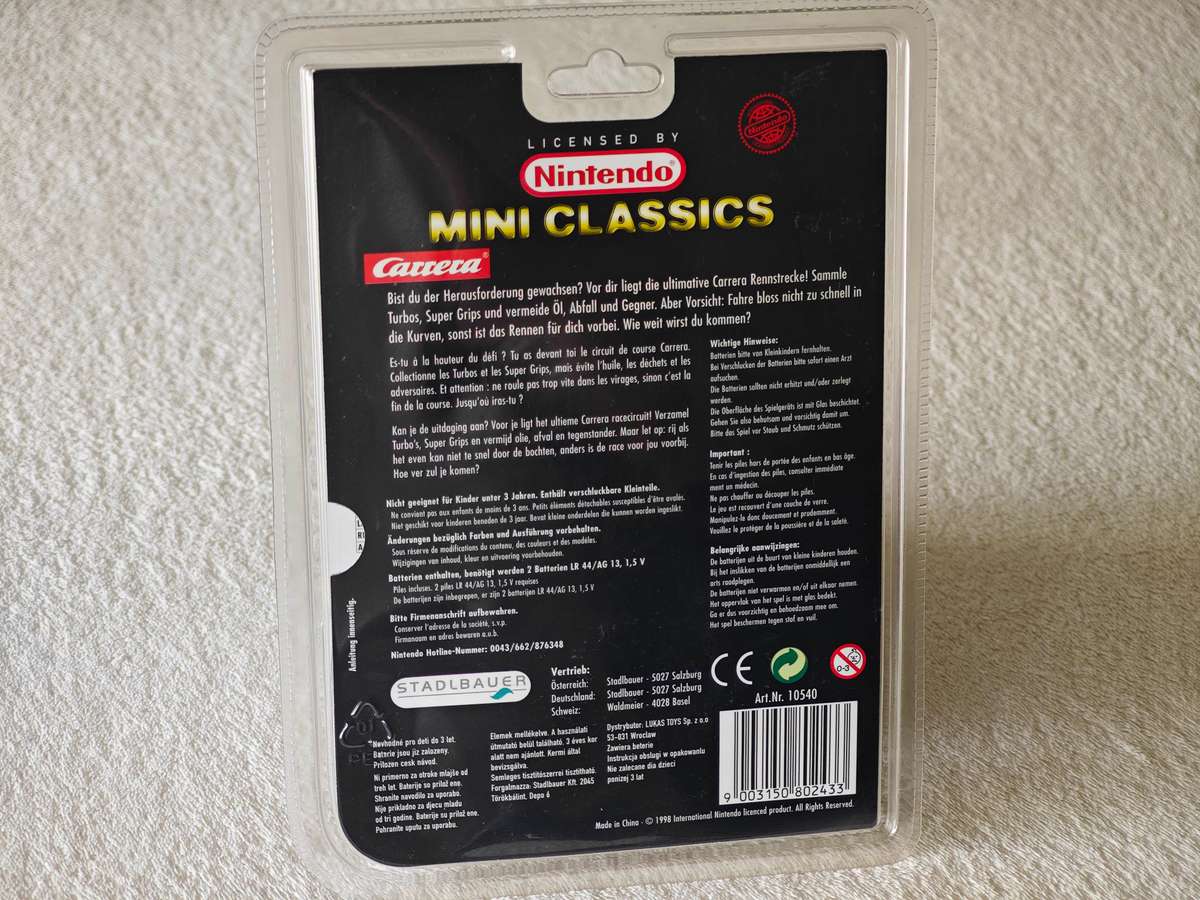 LICENSED BY
Nintendo®
Nintendo
MINI CLASSICS
Carrera®
Bist du der Herausforderung gewachsen? Vor dir liegt die ultimative Carrera Rennstrecke! Sammle
Turbos, Super Grips und vermeide Öl, Abfall und Gegner. Aber Vorsicht: Fahre bloss nicht zu schnell in
die Kurven, sonst ist das Rennen für dich vorbei. Wie weit wirst du kommen?
Es-tu à la hauteur du défi ? Tu as devant toi le circuit de course Carrera.
Collectionne les Turbos et les Super Grips, mais évite l'huile, les déchets et les
adversaires. Et attention : ne roule pas trop vite dans les virages, sinon c'est la
fin de la course. Jusqu'où iras-tu ?
Kan je de uitdaging aan? Voor je ligt het ultieme Carrera racecircuit! Verzamel
Turbo's, Super Grips en vermijd olie, afval en tegenstander. Maar let op: rij als
het even kan niet te snel door de bochten, anders is de race voor jou voorbij.
Hoe ver zul je komen?
Nicht geeignet für Kinder unter 3 Jahren. Enthält verschluckbare Kleinteile.
Ne convient pas aux enfants de moins de 3 ans. Petits éléments détachables susceptibles d'être avalés.
Niet geschikt voor kinderen beneden de 3 jaar. Bevat kleine onderdelen die kunnen worden ingeslikt.
Änderungen bezüglich Farben und Ausführung vorbehalten.
Sous réserve de modifications du contenu, des couleurs et des modèles.
Wijzigingen van inhoud, kleur en uitvoering voorbehouden.
Batterien enthalten, benötigt werden 2 Batterien LR 44/AG 13, 1,5 V
Piles incluses. 2 piles LR 44/AG 13, 1,5 V requises
De batterijen zijn inbegrepen, er zijn 2 batterijen LR 44/AG 13, 1,5 V
Bitte Firmenanschrift aufbewahren.
Conserver l'adresse de la société, s.v.p.
Firmanaam en adres bewaren a.u.b.
Nintendo Hotline-Nummer: 0043/662/876348
Wichtige Hinweise:
Batterien bitte von Kleinkindern fernhalten.
Bei Verschlucken der Batterien bitte sofort einen Arzt
aufsuchen.
Die Batterien sollten nicht erhitzt und/oder zerlegt
werden.
Die Oberfläche des Spielgeräts ist mit Glas beschichtet.
Gehen Sie also behutsam und vorsichtig damit um.
Bitte das Spiel vor Staub und Schmutz schützen.
Important :
Tenir les piles hors de portée des enfants en bas âge.
En cas d'ingestion des piles, consulter immédiate
ment un médecin.
Ne pas chauffer ou découper les piles.
Le jeu est recouvert d'une couche de verre.
Manipulez-le donc doucement et prudemment.
Veuillez le protéger de la poussière et de la saleté.
Belangrijke aanwijzingen:
De batterijen uit de buurt van kleine kinderen houden.
Bij het inslikken van de batterijen onmiddellijk een
arts raadplegen.
De batterijen niet verwarmen en/of uit elkaar nemen.
Het oppervlak van het spel is met glas bedekt.
Ga er dus voorzichtig en behoedzaam mee om.
Het spel beschermen tegen stof en vuil.
Anleitung innenseitig.
STADLBAUER
Vertrieb:
Österreich: Stadlbauer - 5027 Salzburg
Deutschland: Stadlbauer - 5027 Salzburg
Schweiz: Waldmeier - 4028 Basel
CE
0-3
Art.Nr. 10540
Nevhodné pro deti do 3 let.
Baterie jsou jiz zalozeny.
Prilozen cesk návod.
Ni primerno za otroke mlajše od
treh let. Baterije so prilož ene.
Shranite navodilo za uporabo.
Nije prikladno za djecu mladu
od tri godine. Baterije su prilož ene.
Pohranite uputu za uporabu.
Elemek mellékelve. A használati
útmutató belül található. 3 éves kor
alatt nem ajánlott. Kermi által
bevizsgálva.
Semleges tisztítószerrel tisztítható.
Forgalmazza: Stadlbauer Kft. 2045
Törökbálint, Depo 6
Dystrybutor: LUKAS TOYS Sp. z o.o
53-031 Wroclaw
Zawiera beterie
Instrukcja obslugi w opakowaniu
Nie zalecane dla dzieci
ponizej 3 lat
9 003150 802433
Made in China - © 1998 International Nintendo licenced product. All Rights Reserved.